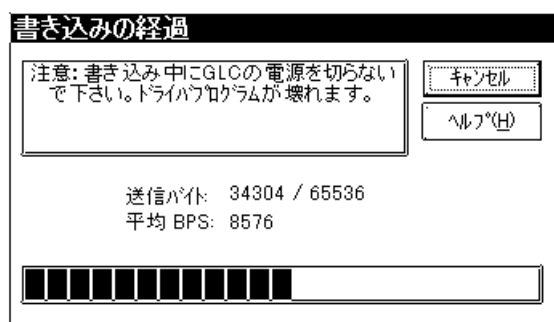 書き込みの経過
注意: 書き込み中にGLCの電源を切らない
で下さい。ﾄﾞﾗｲﾊﾞﾌﾟﾛｸﾞﾗﾑが壊れます。
ｷｬﾝｾﾙ
ﾍﾙﾌﾟ(H)
送信ﾊﾞｲﾄ: 34304 / 65536
平均 BPS: 8576